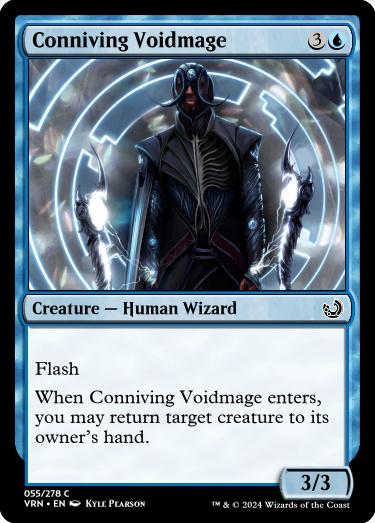 Conniving Voidmage 3
Creature — Human Wizard
Flash
When Conniving Voidmage enters,
you may return target creature to its
owner's hand.
3/3
055/278 C
VRN • EN Kyle Pearson
™ & © 2024 Wizards of the Coast